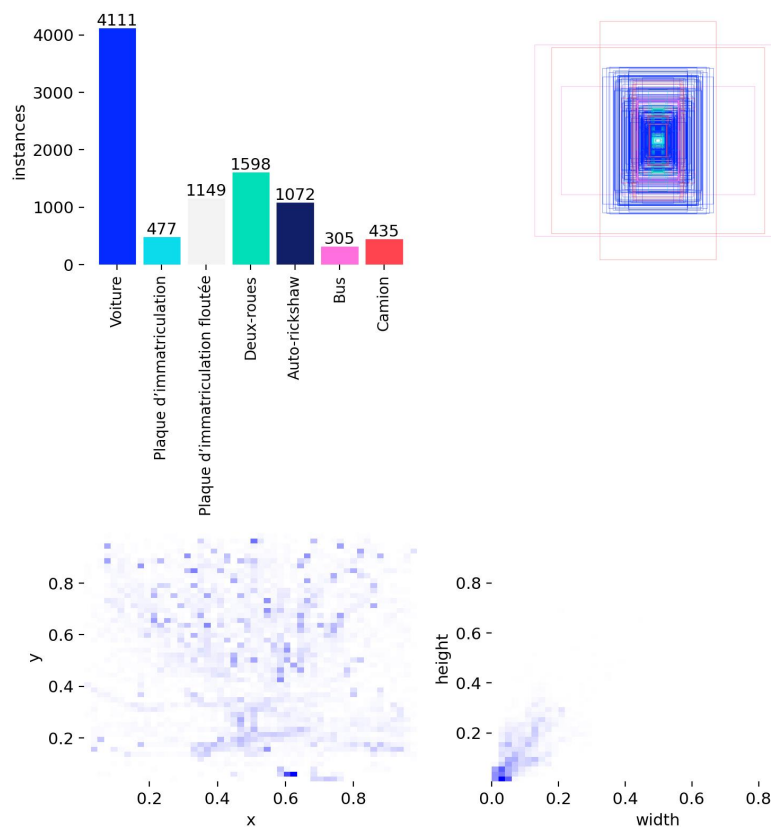 4111
4000
3000
instances
2000
1598
1149
1072
1000
477
305
435
0
Voiture
Plaque d’immatriculation
Plaque d’immatriculation floutée
Deux-roues
Auto-rickshaw
Bus
Camion
0.8
0.6
y
0.4
0.2
0.2
0.4
0.6
0.8
x
0.8
0.6
height
0.4
0.2
0.0
0.2
0.4
0.6
0.8
width